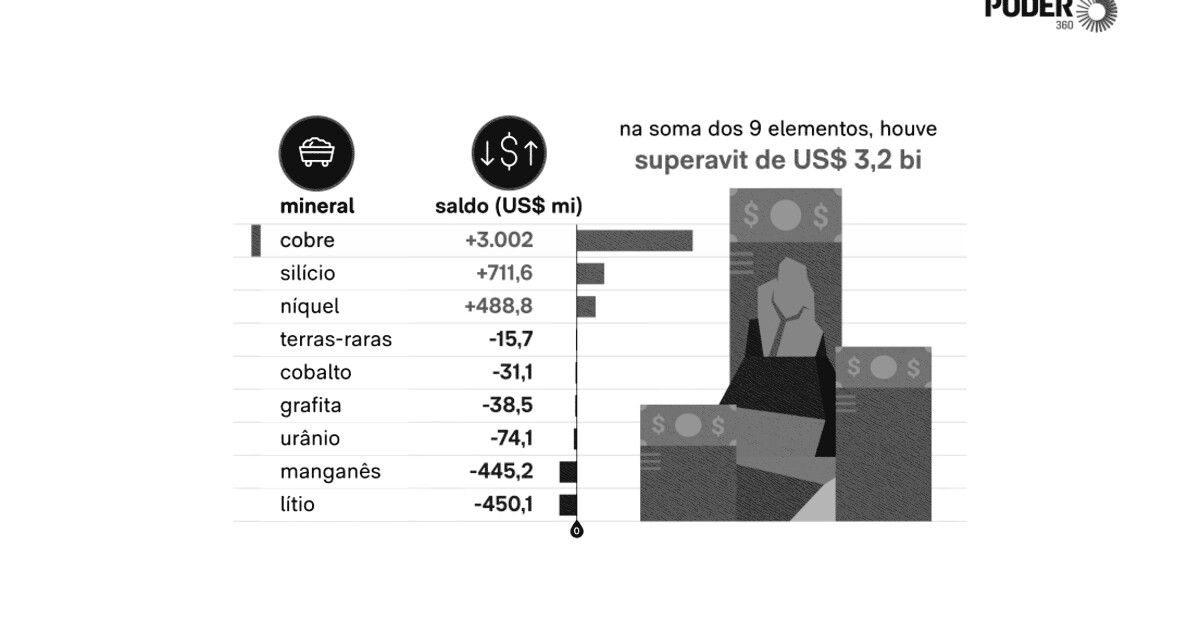 PODER
360
na soma dos 9 elementos, houve
superavit de US$ 3,2 bi
mineral saldo (US$ mi)
cobre +3.002
silício +711,6
níquel +488,8
terras-raras -15,7
cobalto -31,1
grafita -38,5
urânio -74,1
manganês -445,2
lítio -450,1
0